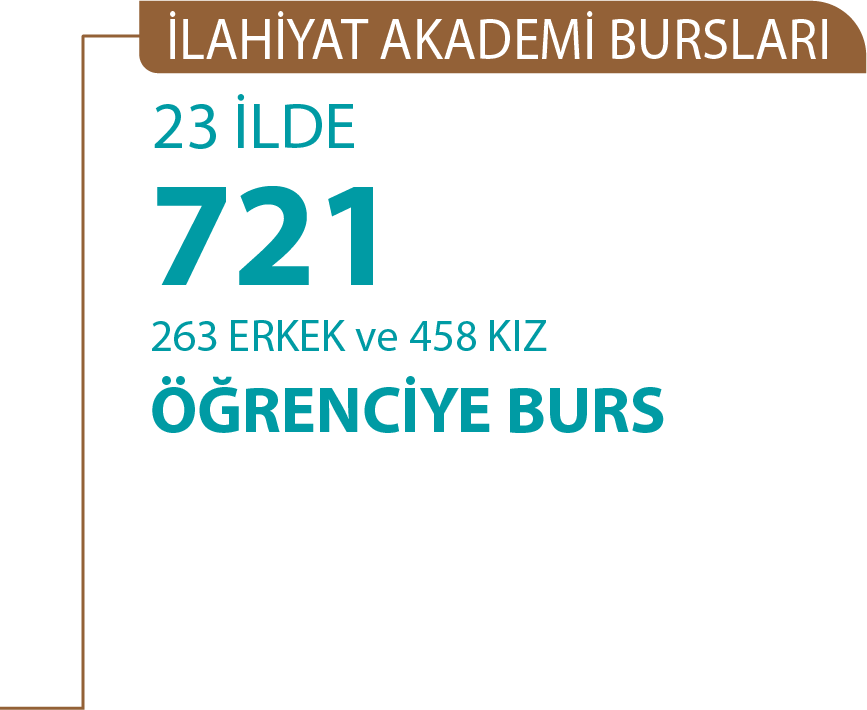 İLAHİYAT AKADEMİ BURSLARI
23 İLDE
721
263 ERKEK ve 458 KIZ
ÖĞRENCİYE BURS